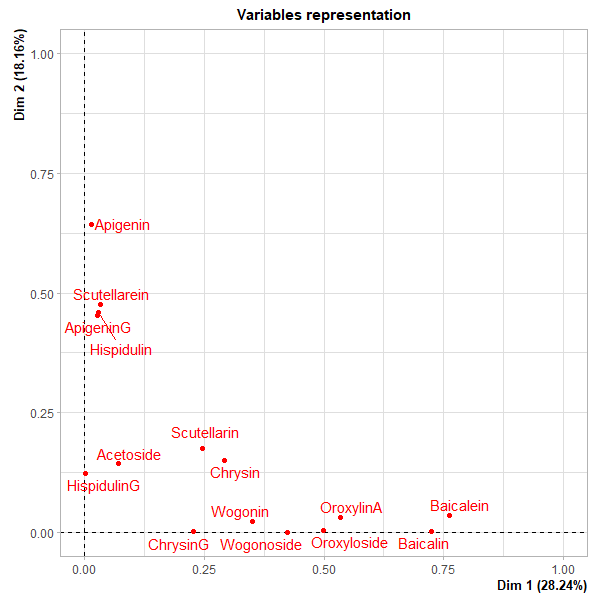 Variables representation
Dim 2 (18.16%)
1.00
0.75
0.50
0.25
0.00
Apigenin
Scutellarein
ApigeninG
Hispidulin
Scutellarin
Acetoside
Chrysin
HispidulinG
Baicalein
OroxylinA
Wogonin
ChrysinG
Wogonoside
Oroxyloside
Baicalin
0.00
0.25
0.50
0.75
1.00
Dim 1 (28.24%)